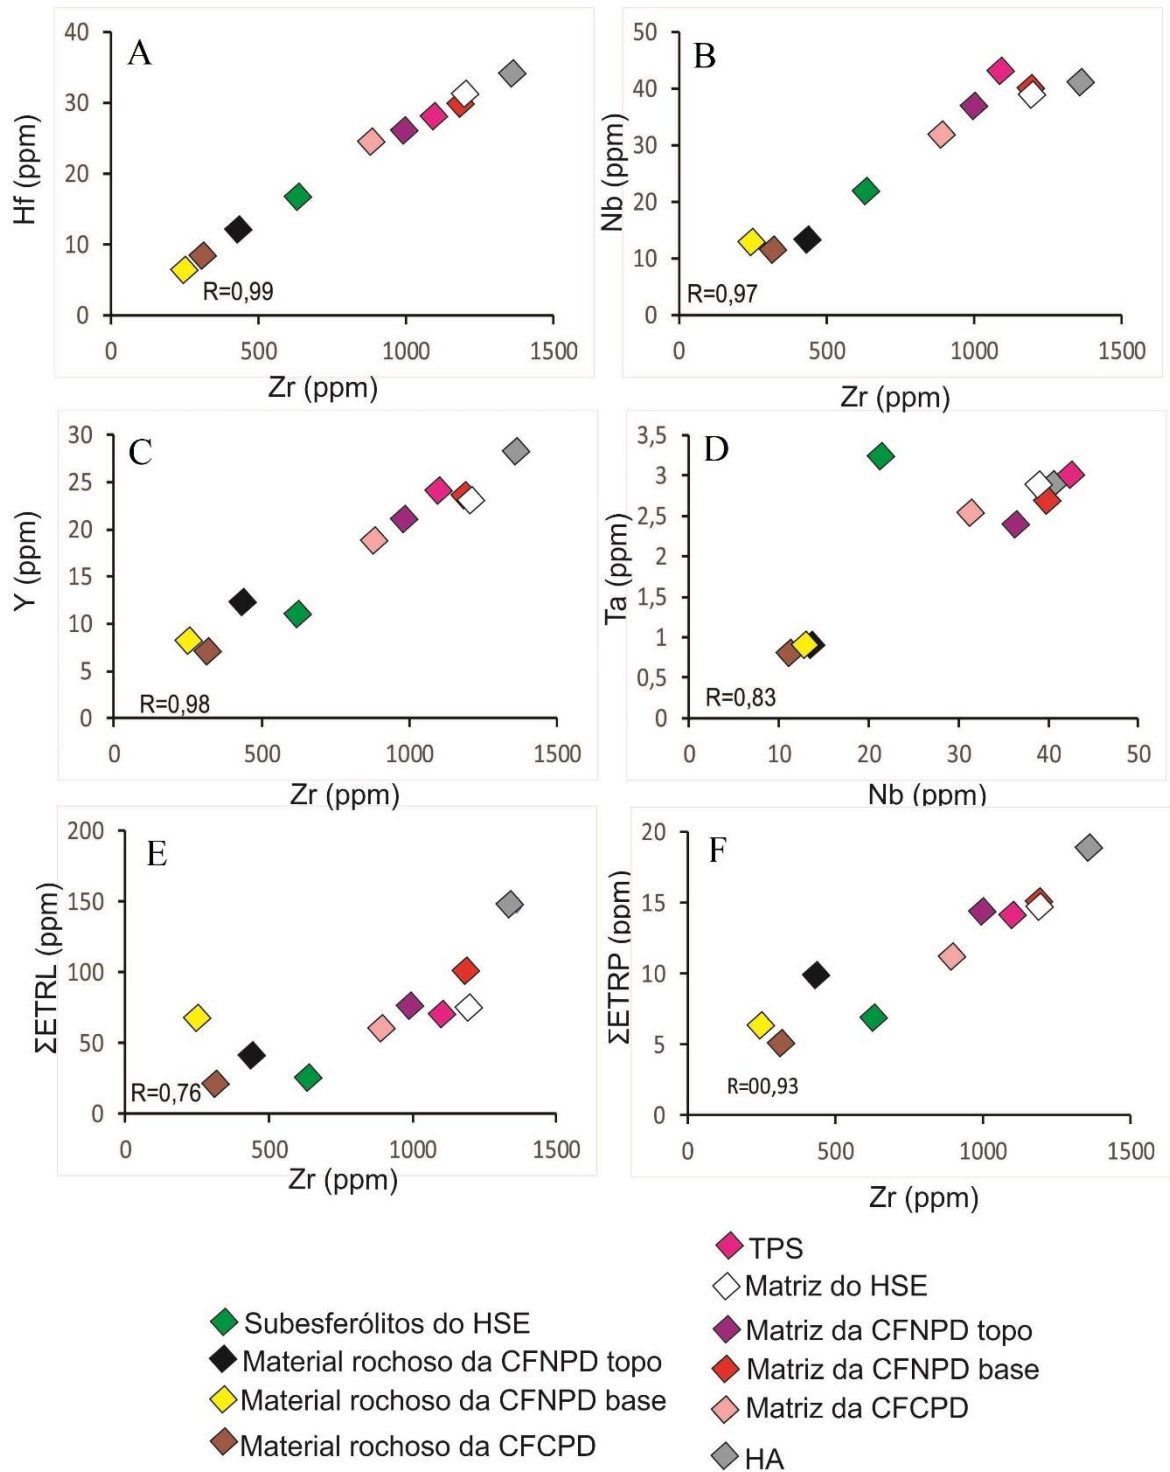 A
40
30
20
10
0
Hf (ppm)
R=0,99
0 500 1000 1500
Zr (ppm)
B
50
40
30
20
10
0
Nb (ppm)
R=0,97
0 500 1000 1500
Zr (ppm)
C
30
25
20
15
10
5
0
Y (ppm)
R=0,98
0 500 1000 1500
Zr (ppm)
D
3,5
3
2,5
2
1,5
1
0,5
0
Ta (ppm)
R=0,83
0 10 20 30 40 50
Nb (ppm)
E
200
150
100
50
0
ΣETRL (ppm)
R=0,76
0 500 1000 1500
Zr (ppm)
F
20
15
10
5
0
ΣETRP (ppm)
R=00,93
0 500 1000 1500
Zr (ppm)
Subesferólitos do HSE
Material rochoso da CFNPD topo
Material rochoso da CFNPD base
Material rochoso da CFCPD
TPS
Matriz do HSE
Matriz da CFNPD topo
Matriz da CFNPD base
Matriz da CFCPD
HA